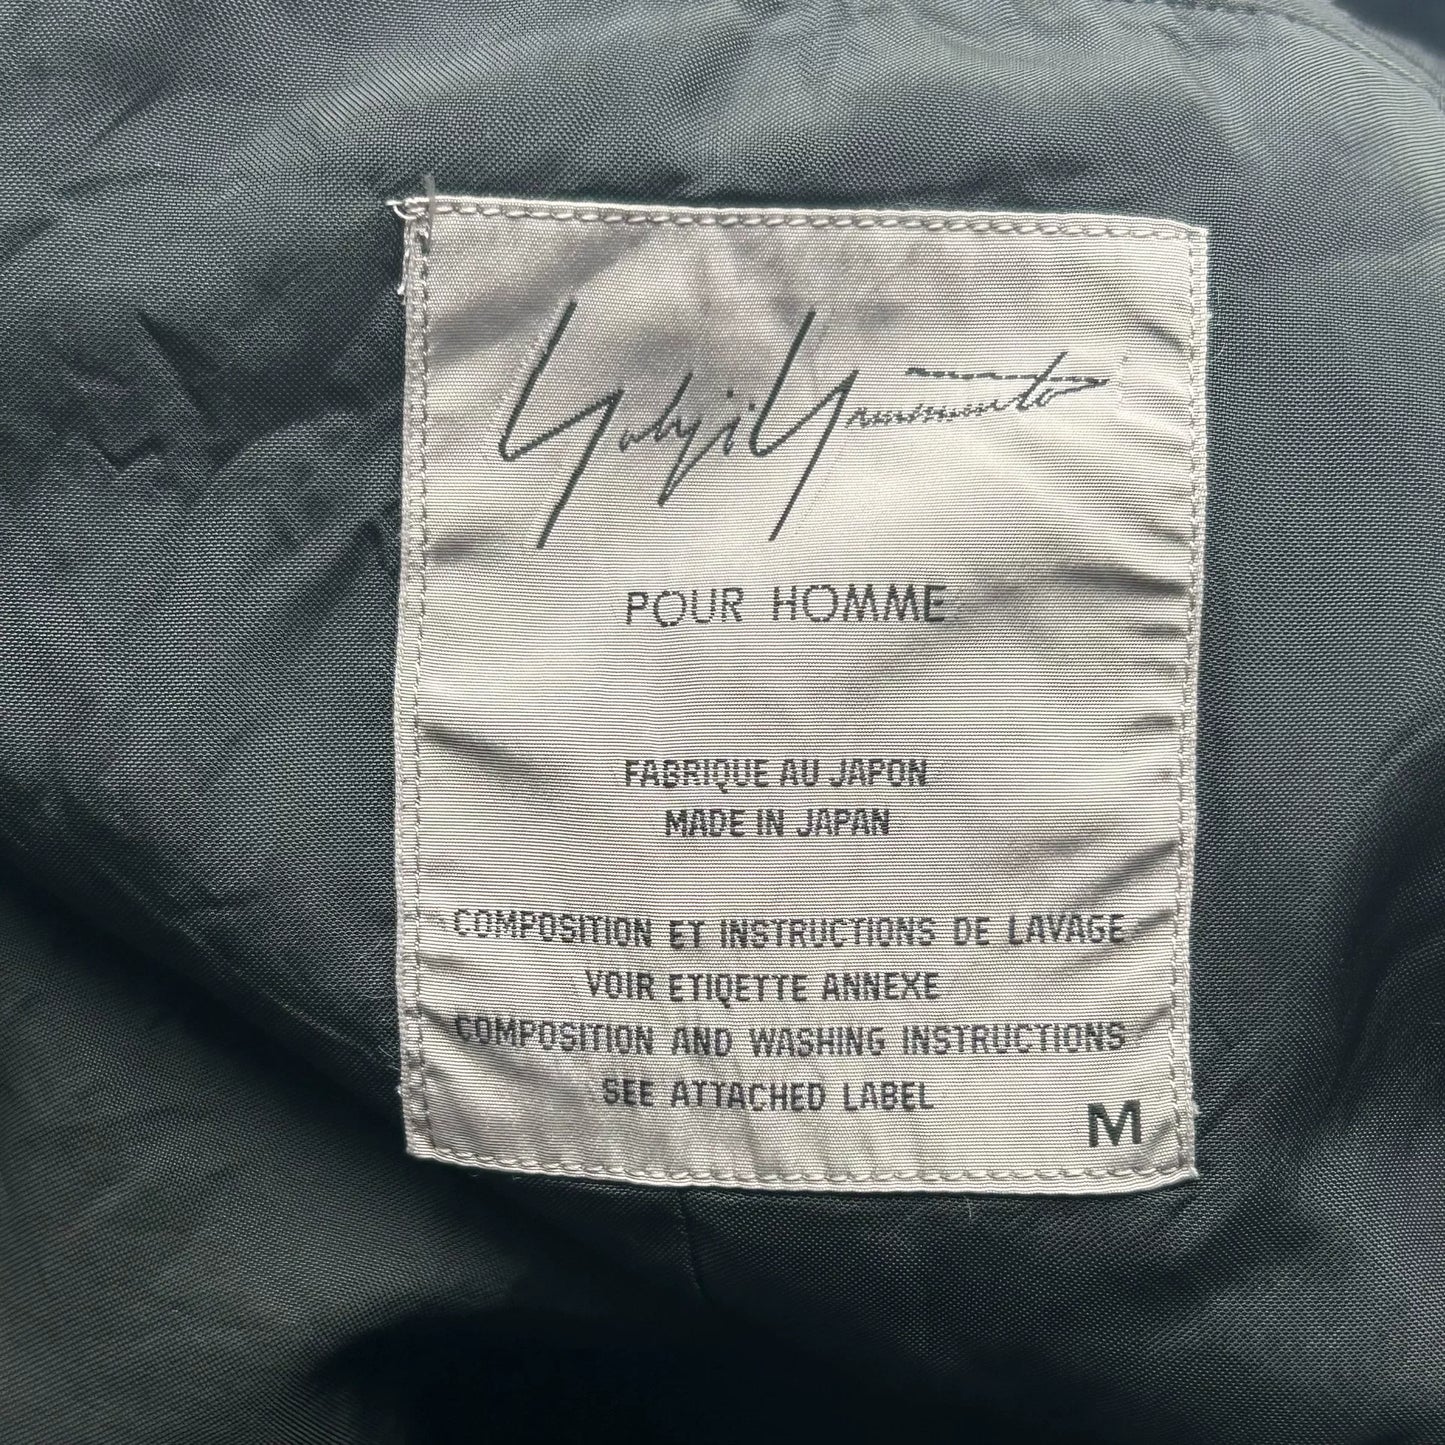 Yohji Yamamoto
POUR HOMME
FABRIQUE AU JAPON
MADE IN JAPAN
COMPOSITION ET INSTRUCTIONS DE LAVAGE
VOIR ETIQETTE ANNEXE
COMPOSITION AND WASHING INSTRUCTIONS
SEE ATTACHED LABEL
M